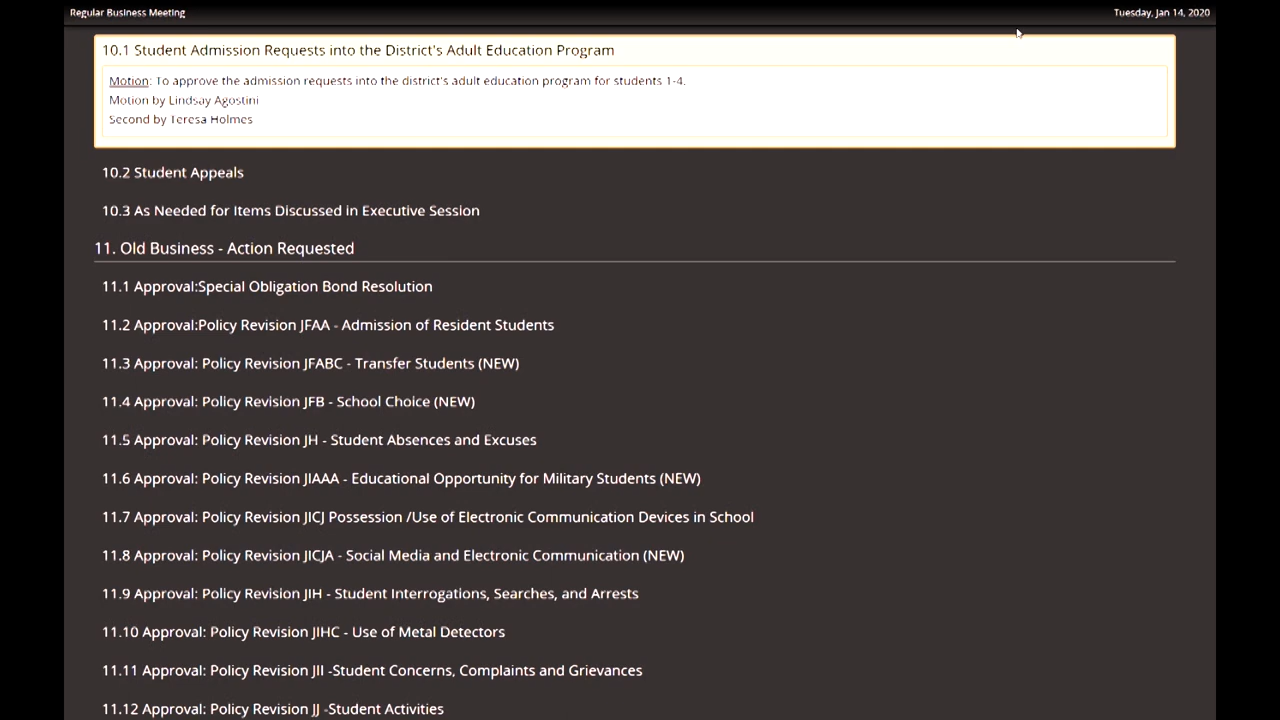 Regular Business Meeting
Tuesday, Jan 14, 2020
10.1 Student Admission Requests into the District's Adult Education Program
Motion: To approve the admission requests into the district's adult education program for students 1-4.
Motion by Lindsay Agostini
Second by Teresa Holmes
10.2 Student Appeals
10.3 As Needed for Items Discussed in Executive Session
11. Old Business - Action Requested
11.1 Approval:Special Obligation Bond Resolution
11.2 Approval:Policy Revision JFAA - Admission of Resident Students
11.3 Approval: Policy Revision JFABC - Transfer Students (NEW)
11.4 Approval: Policy Revision JFB - School Choice (NEW)
11.5 Approval: Policy Revision JH - Student Absences and Excuses
11.6 Approval: Policy Revision JIAAA - Educational Opportunity for Military Students (NEW)
11.7 Approval: Policy Revision JICJ Possession /Use of Electronic Communication Devices in School
11.8 Approval: Policy Revision JICJA - Social Media and Electronic Communication (NEW)
11.9 Approval: Policy Revision JIH - Student Interrogations, Searches, and Arrests
11.10 Approval: Policy Revision JIHC - Use of Metal Detectors
11.11 Approval: Policy Revision JII -Student Concerns, Complaints and Grievances
11.12 Approval: Policy Revision JJ -Student Activities